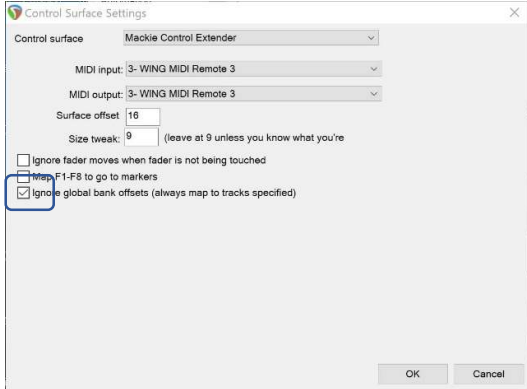 Control Surface Settings
Control surface Mackie Control Extender
MIDI input: 3- WING MIDI Remote 3
MIDI output: 3- WING MIDI Remote 3
Surface offset 16
Size tweak: 9 (leave at 9 unless you know what you're
Ignore fader moves when fader is not being touched
Map F1-F8 to go to markers
Ignore global bank offsets (always map to tracks specified)
OK Cancel